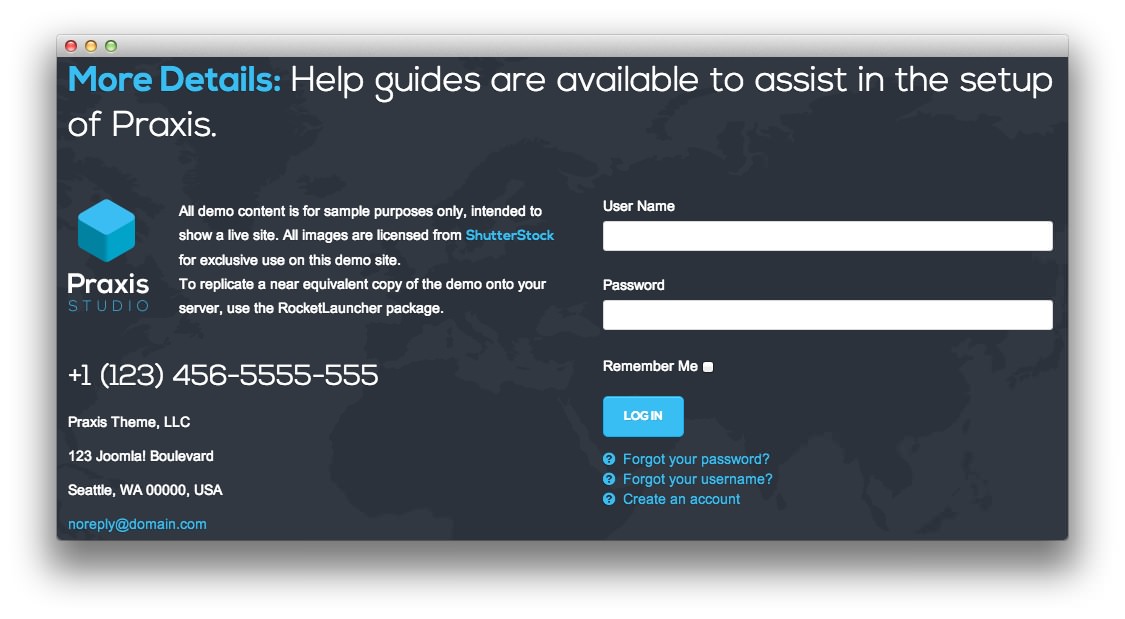 More Details: Help guides are available to assist in the setup
of Praxis.
Praxis
STUDIO
All demo content is for sample purposes only, intended to
show a live site. All images are licensed from ShutterStock
for exclusive use on this demo site.
To replicate a near equivalent copy of the demo onto your
server, use the RocketLauncher package.
+1 (123) 456-5555-555
Praxis Theme, LLC
123 Joomla! Boulevard
Seattle, WA 00000, USA
noreply@domain.com
User Name
Password
Remember Me
LOG IN
Forgot your password?
Forgot your username?
Create an account